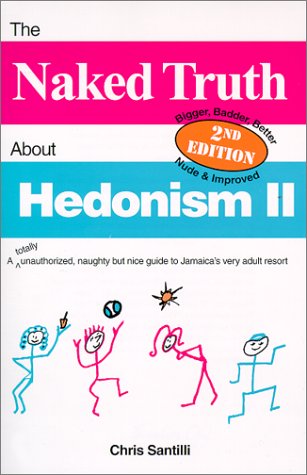 The
Naked Truth
Bigger, Badder, Better
2ND
EDITION
Nude & Improved
About
Hedonism II
totally
A ^unauthorized, naughty but nice guide to Jamaica's very adult resort
Chris Santilli